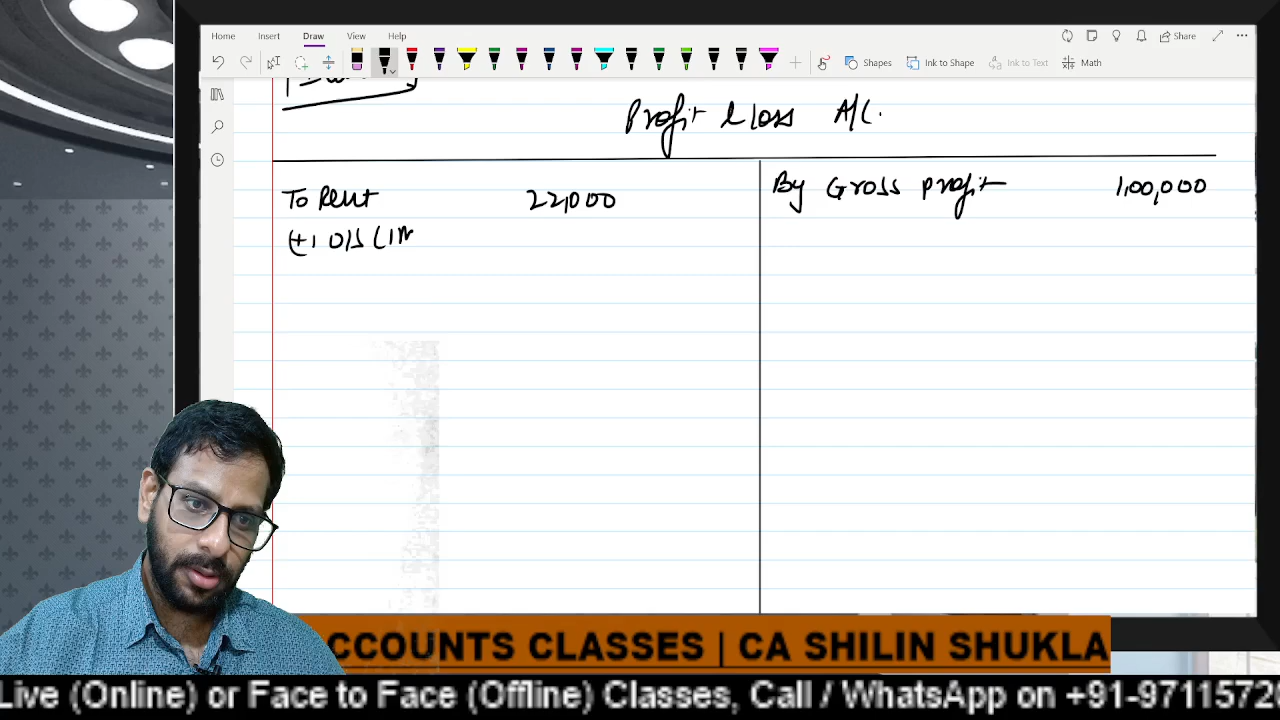 Home Insert Draw View Help
Share
Shapes Ink to Shape Ink to Text Math
Profit & Loss A/C.
To Rent 22,000
By Gross profit 1,00,000
(+) O/S (1M
CCOUNTS CLASSES | CA SHILIN SHUKLA
Live (Online) or Face to Face (Offline) Classes, Call / WhatsApp on +91-9711572